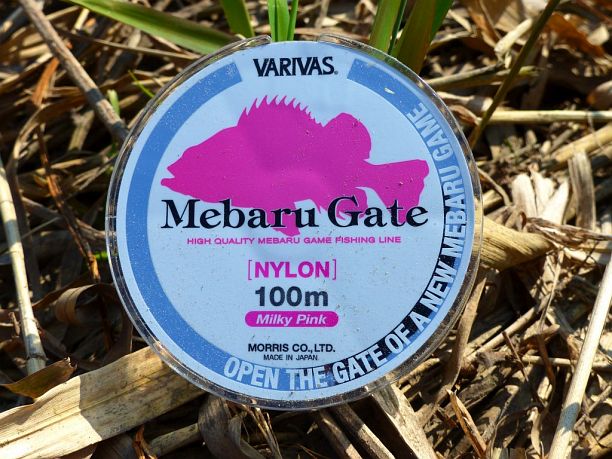 VARIVAS®
Mebaru Gate
HIGH QUALITY MEBARU GAME FISHING LINE
[NYLON]
100m
Milky Pink
MORRIS CO., LTD.
MADE IN JAPAN
OPEN THE GATE OF A NEW MEBARU GAME